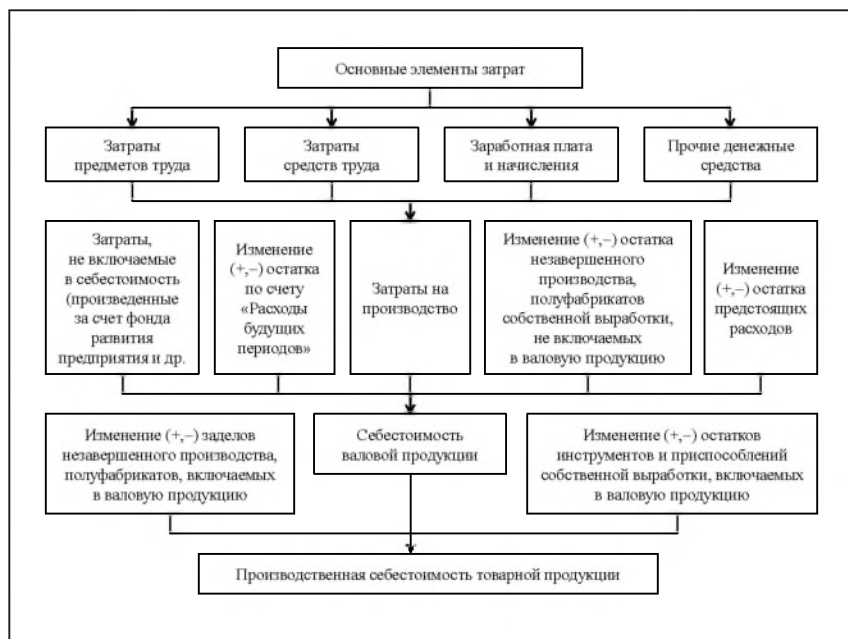 Основные элементы затрат
Затраты
предметов труда
Затраты
средств труда
Заработная плата
и начисления
Прочие денежные
средства
Затраты,
не включаемые
в себестоимость
(произведенные
за счет фонда
развития
предприятия и др.
Изменение
(+,–) остатка
по счету
«Расходы
будущих
периодов»
Затраты на
производство
Изменение (+,–) остатка
незавершенного
производства,
полуфабрикатов
собственной выработки,
не включаемых
в валовую продукцию
Изменение
(+,–) остатка
предстоящих
расходов
Изменение (+,–) заделов
незавершенного производства,
полуфабрикатов, включаемых
в валовую продукцию
Себестоимость
валовой продукции
Изменение (+,–) остатков
инструментов и приспособлений
собственной выработки, включаемых
в валовую продукцию
Производственная себестоимость товарной продукции